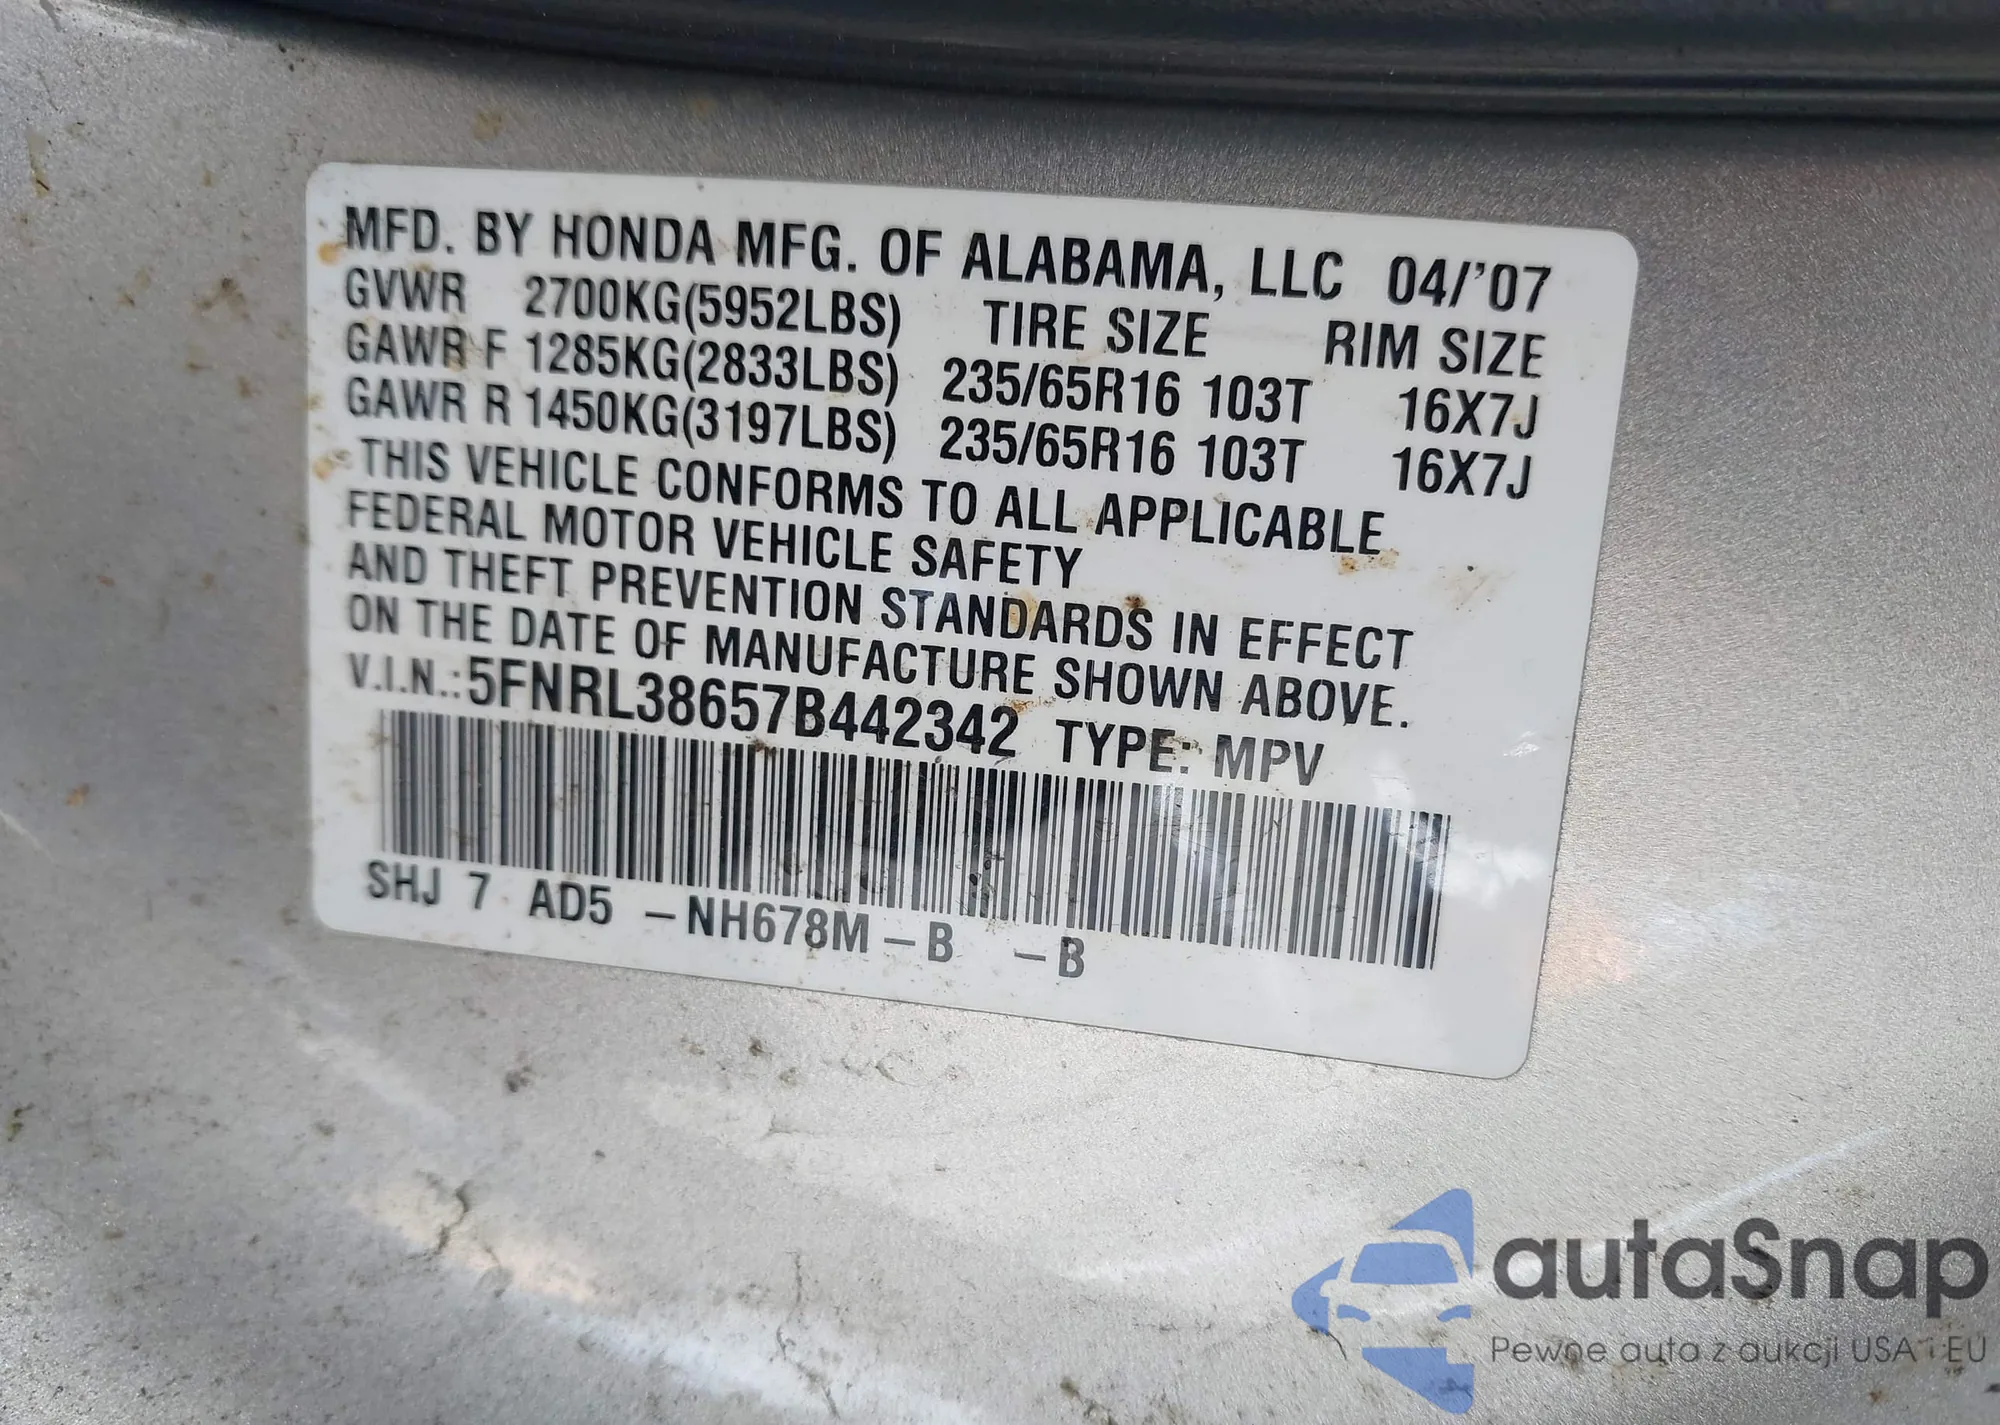 MFD. BY HONDA MFG. OF ALABAMA, LLC 04/'07
GVWR 2700KG(5952LBS) TIRE SIZE RIM SIZE
GAWR F 1285KG(2833LBS) 235/65R16 103T 16X7J
GAWR R 1450KG(3197LBS) 235/65R16 103T 16X7J
THIS VEHICLE CONFORMS TO ALL APPLICABLE
FEDERAL MOTOR VEHICLE SAFETY
AND THEFT PREVENTION STANDARDS IN EFFECT
ON THE DATE OF MANUFACTURE SHOWN ABOVE.
V.I.N.:5FNRL38657B442342 TYPE: MPV
SHJ 7 AD5 -NH678M-B -B
autaSnap
Pewne auta z aukcji USA i EU